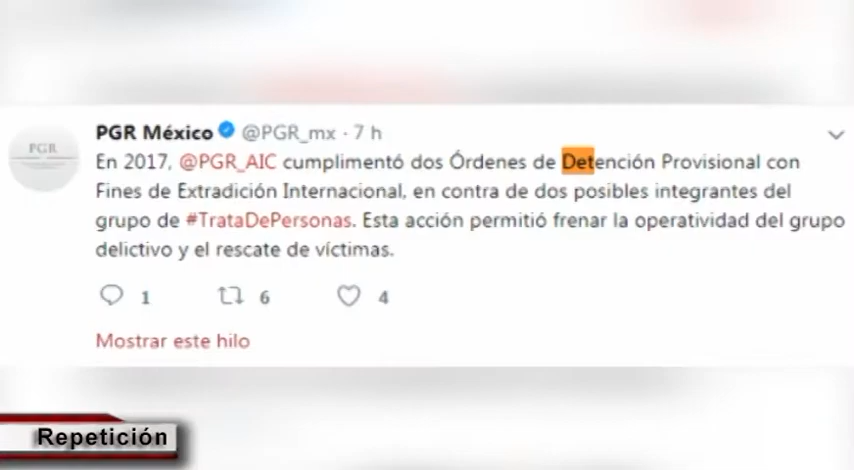 PGR
PGR México @PGR_mx · 7 h
En 2017, @PGR_AIC cumplimentó dos Órdenes de Detención Provisional con
Fines de Extradición Internacional, en contra de dos posibles integrantes del
grupo de #TrataDePersonas. Esta acción permitió frenar la operatividad del grupo
delictivo y el rescate de víctimas.
1 6 4
Mostrar este hilo
Repetición